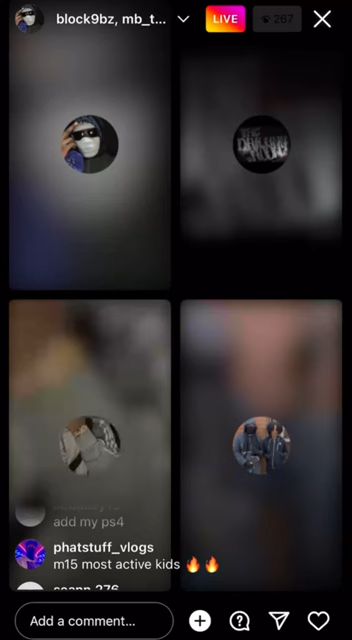 block9bz, mb_t...
LIVE
267
add my ps4
phatstuff_vlogs
m15 most active kids 🔥🔥
Add a comment...